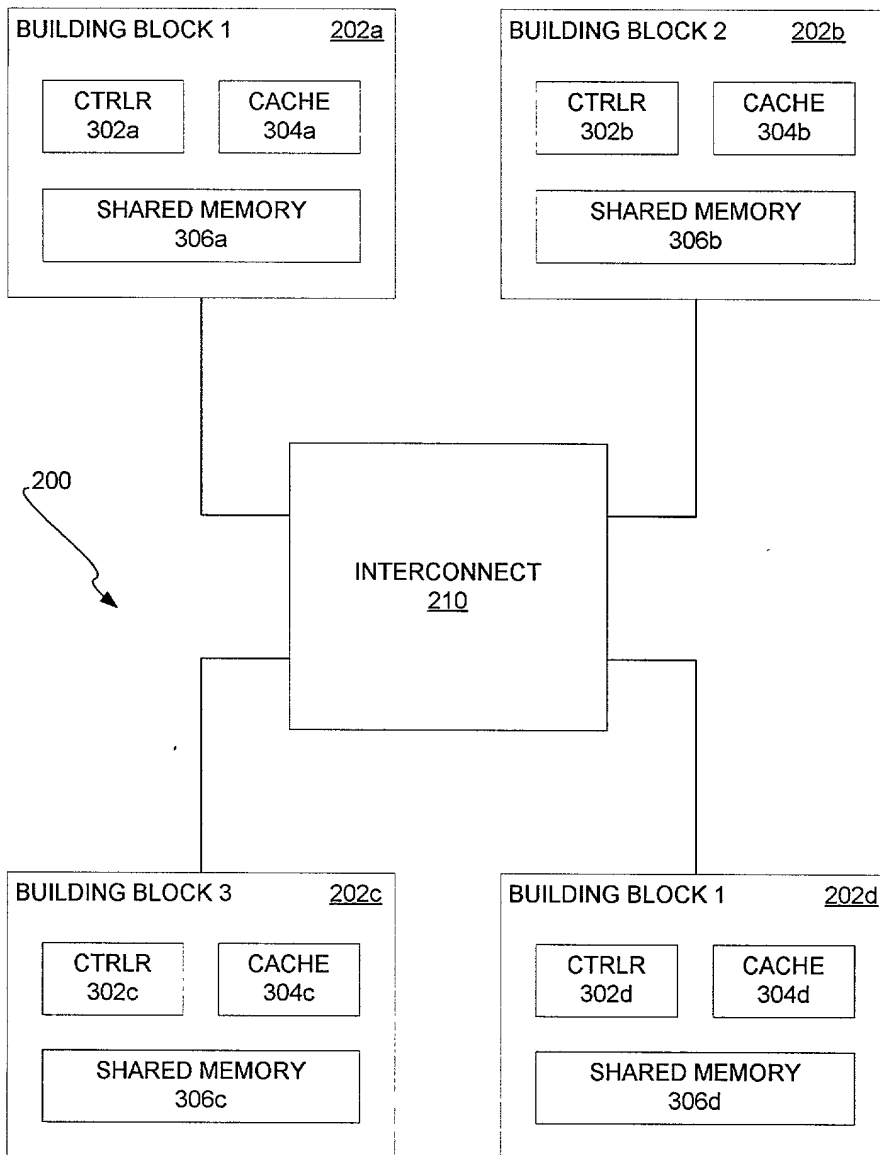 BUILDING BLOCK 1 202a
CTRLR
302a
CACHE
304a
SHARED MEMORY
306a
BUILDING BLOCK 2 202b
CTRLR
302b
CACHE
304b
SHARED MEMORY
306b
200
INTERCONNECT
210
BUILDING BLOCK 3 202c
CTRLR
302c
CACHE
304c
SHARED MEMORY
306c
BUILDING BLOCK 1 202d
CTRLR
302d
CACHE
304d
SHARED MEMORY
306d